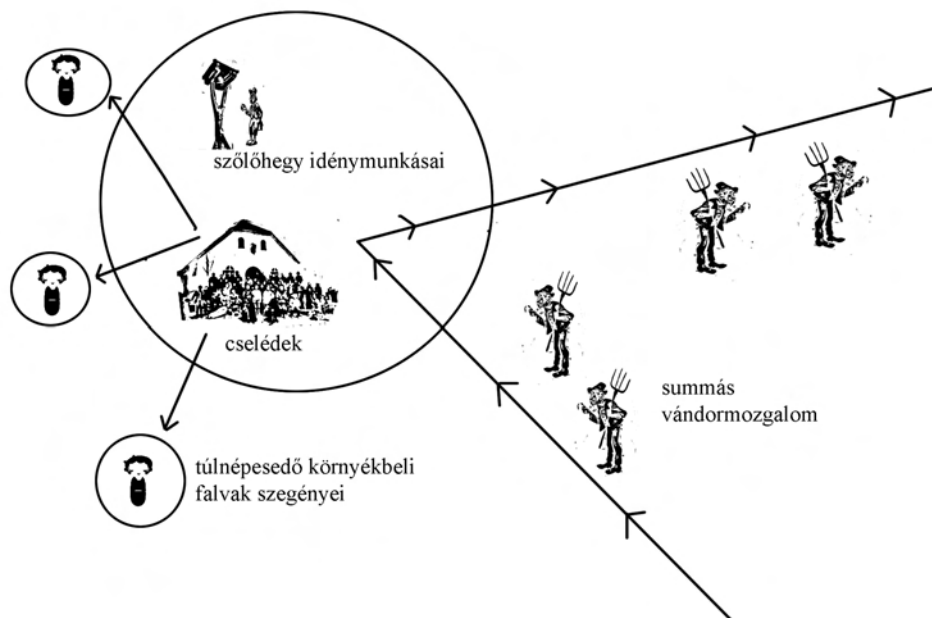 szőlőhegy idénymunkásai
cselédek
summás
vándormozgalom
túlnépesedő környékbeli
falvak szegényei